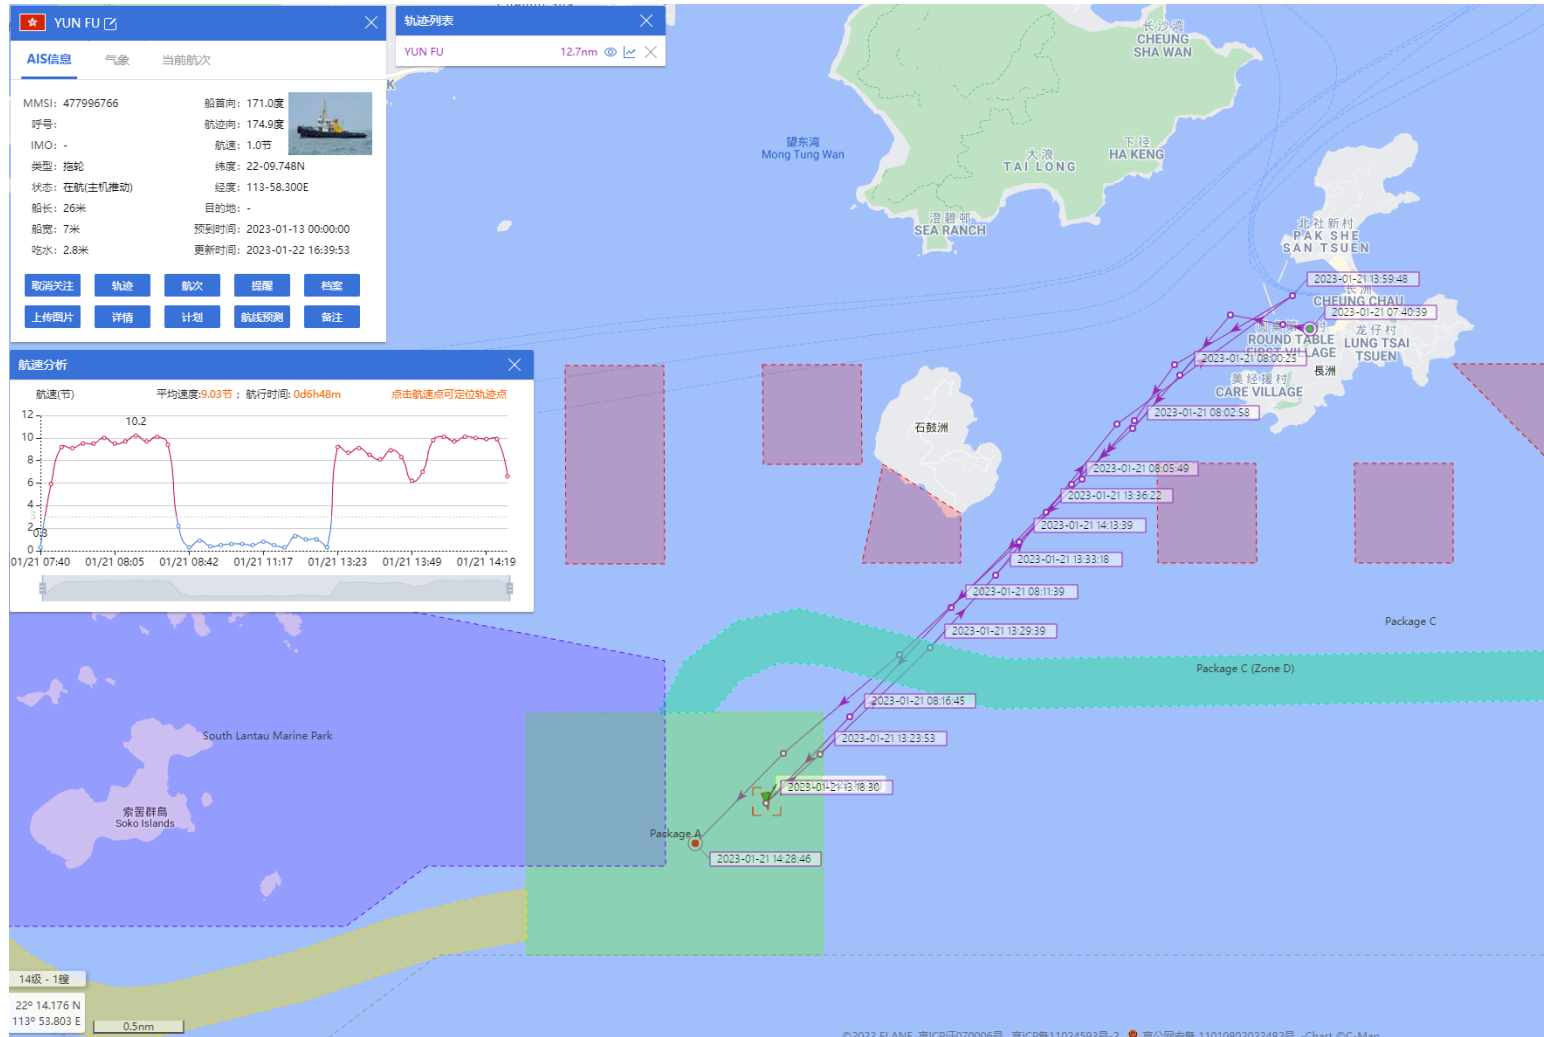 YUN FU
AIS信息
气象
当前航次
MMSI: 477996766
船首向: 171.0度
呼号:
航迹向: 174.9度
IMO: -
航速: 1.0节
类型: 拖轮
纬度: 22-09.748N
状态: 在航(主机推动)
经度: 113-58.300E
船长: 26米
目的地: -
船宽: 7米
预到时间: 2023-01-13 00:00:00
吃水: 2.8米
更新时间: 2023-01-22 16:39:53
取消关注
轨迹
航次
提醒
档案
上传图片
详情
计划
航线预测
备注
轨迹列表
YUN FU
12.7nm
K
长沙湾
CHEUNG
SHA WAN
望东湾
Mong Tung Wan
大浪
TAI LONG
下径
HA KENG
澄碧邨
SEA RANCH
北社新村
PAK SHE
SAN TSUEN
2023-01-21 13:59:48
长洲
CHEUNG CHAU
2023-01-21 07:40:39
ROUND TABLE
FIRST VILLAGE
龙仔村
LUNG TSAI
TSUEN
2023-01-21 08:00:25
長洲
美经援村
CARE VILLAGE
2023-01-21 08:02:58
石鼓洲
2023-01-21 08:05:49
2023-01-21 13:36:22
2023-01-21 14:13:39
2023-01-21 13:33:18
2023-01-21 08:11:39
2023-01-21 13:29:39
Package C
Package C (Zone D)
2023-01-21 08:16:45
2023-01-21 13:23:53
2023-01-21 13:18:30
Package A
2023-01-21 14:28:46
航速分析
航速(节)
平均速度:9.03节 ; 航行时间: 0d6h48m
点击航速点可定位轨迹点
12
10
8
6
4
3
2
0
10.2
0.3
01/21 07:40
01/21 08:05
01/21 08:42
01/21 11:17
01/21 13:23
01/21 13:49
01/21 14:19
South Lantau Marine Park
索罟群島
Soko Islands
14级 - 1艘
22º 14.176 N
113º 53.803 E
0.5nm